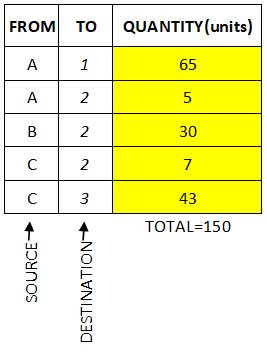 FROM TO QUANTITY(units)
A 1 65
A 2 5
B 2 30
C 2 7
C 3 43
TOTAL=150
SOURCE
DESTINATION